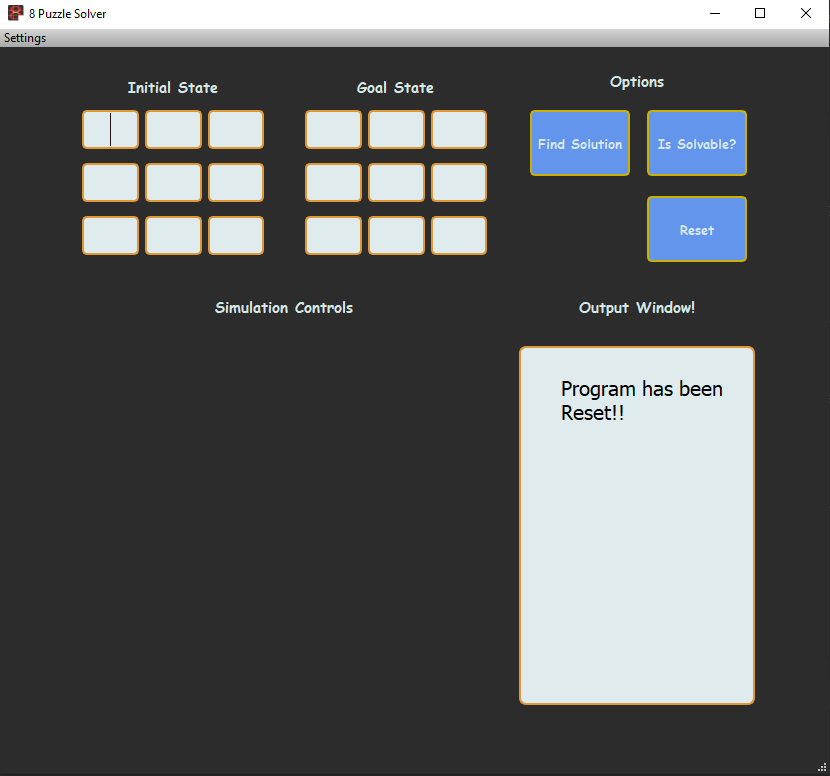 8 Puzzle Solver
Settings
Initial State
Goal State
Options
Find Solution
Is Solvable?
Reset
Simulation Controls
Output Window!
Program has been
Reset!!